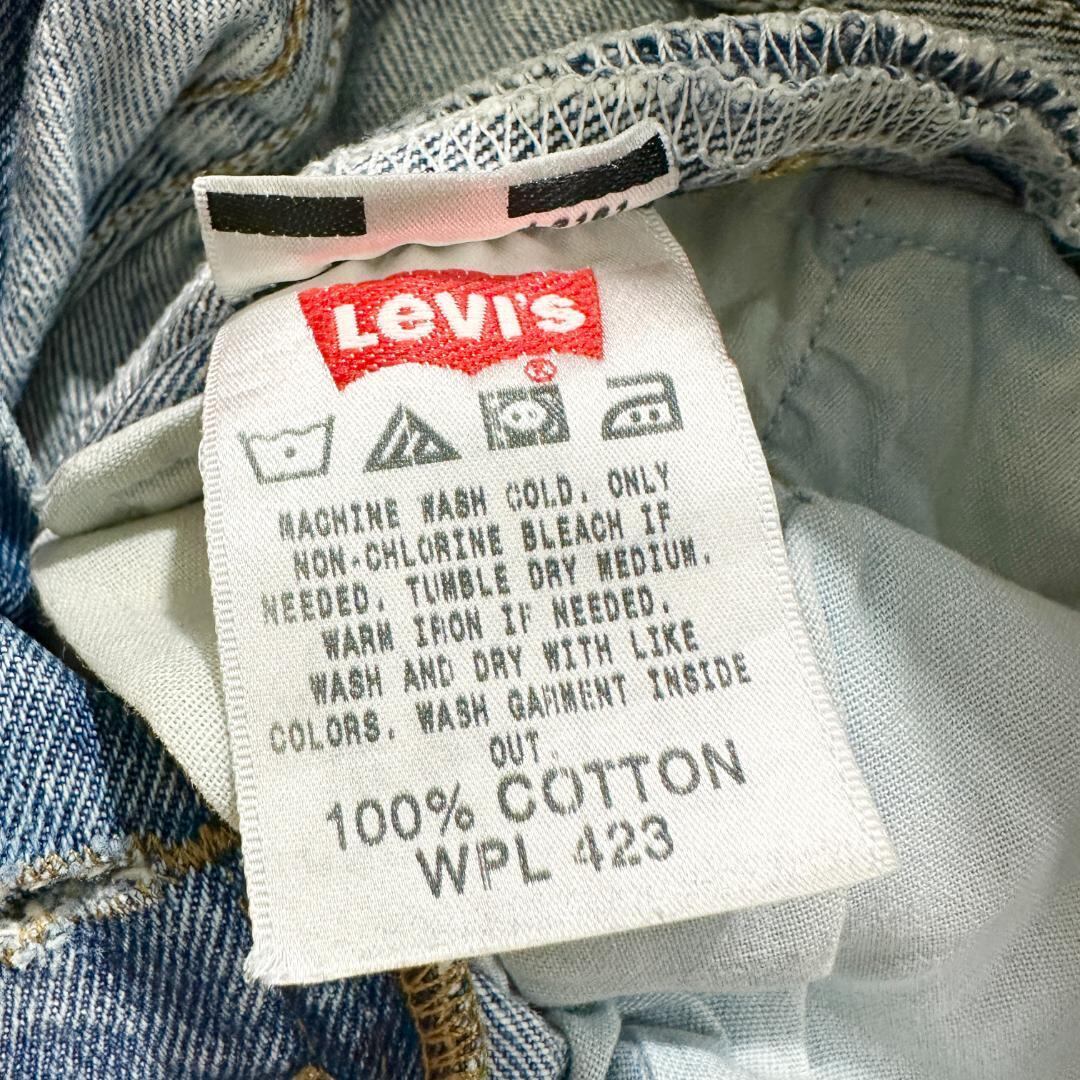 Levi's
®
MACHINE WASH COLD. ONLY
NON-CHLORINE BLEACH IF
NEEDED. TUMBLE DRY MEDIUM.
WARM IRON IF NEEDED.
WASH AND DRY WITH LIKE
COLORS. WASH GARMENT INSIDE
OUT.
100% COTTON
WPL 423